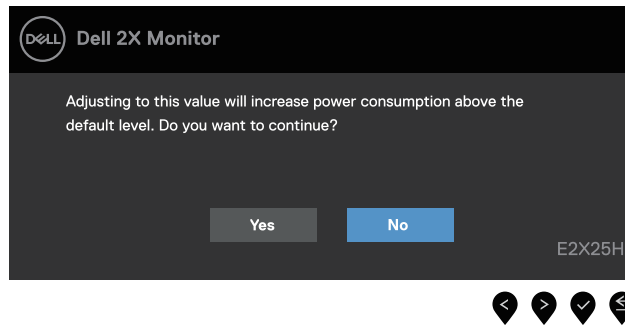 DELL
Dell 2X Monitor
Adjusting to this value will increase power consumption above the
default level. Do you want to continue?
Yes
No
E2X25H